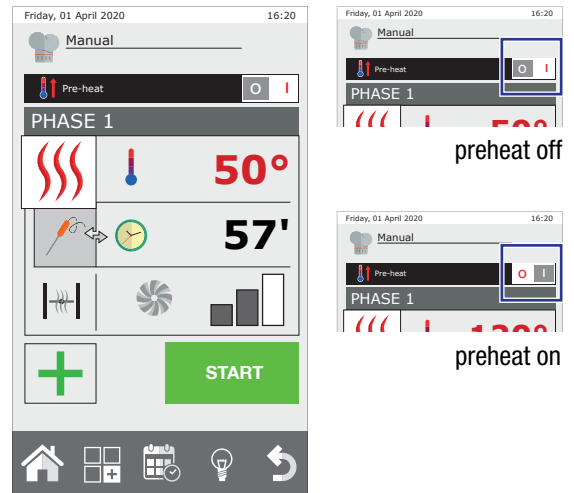 Friday, 01 April 2020 16:20
Manual
Pre-heat O I
PHASE 1
50°
57'
START
Friday, 01 April 2020 16:20
Manual
Pre-heat O I
PHASE 1
50°
preheat off
Friday, 01 April 2020 16:20
Manual
Pre-heat O I
PHASE 1
130°
preheat on